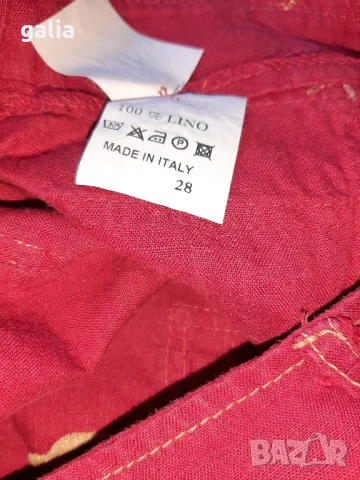 galia
100 % LINO
MADE IN ITALY
28
BAZAR